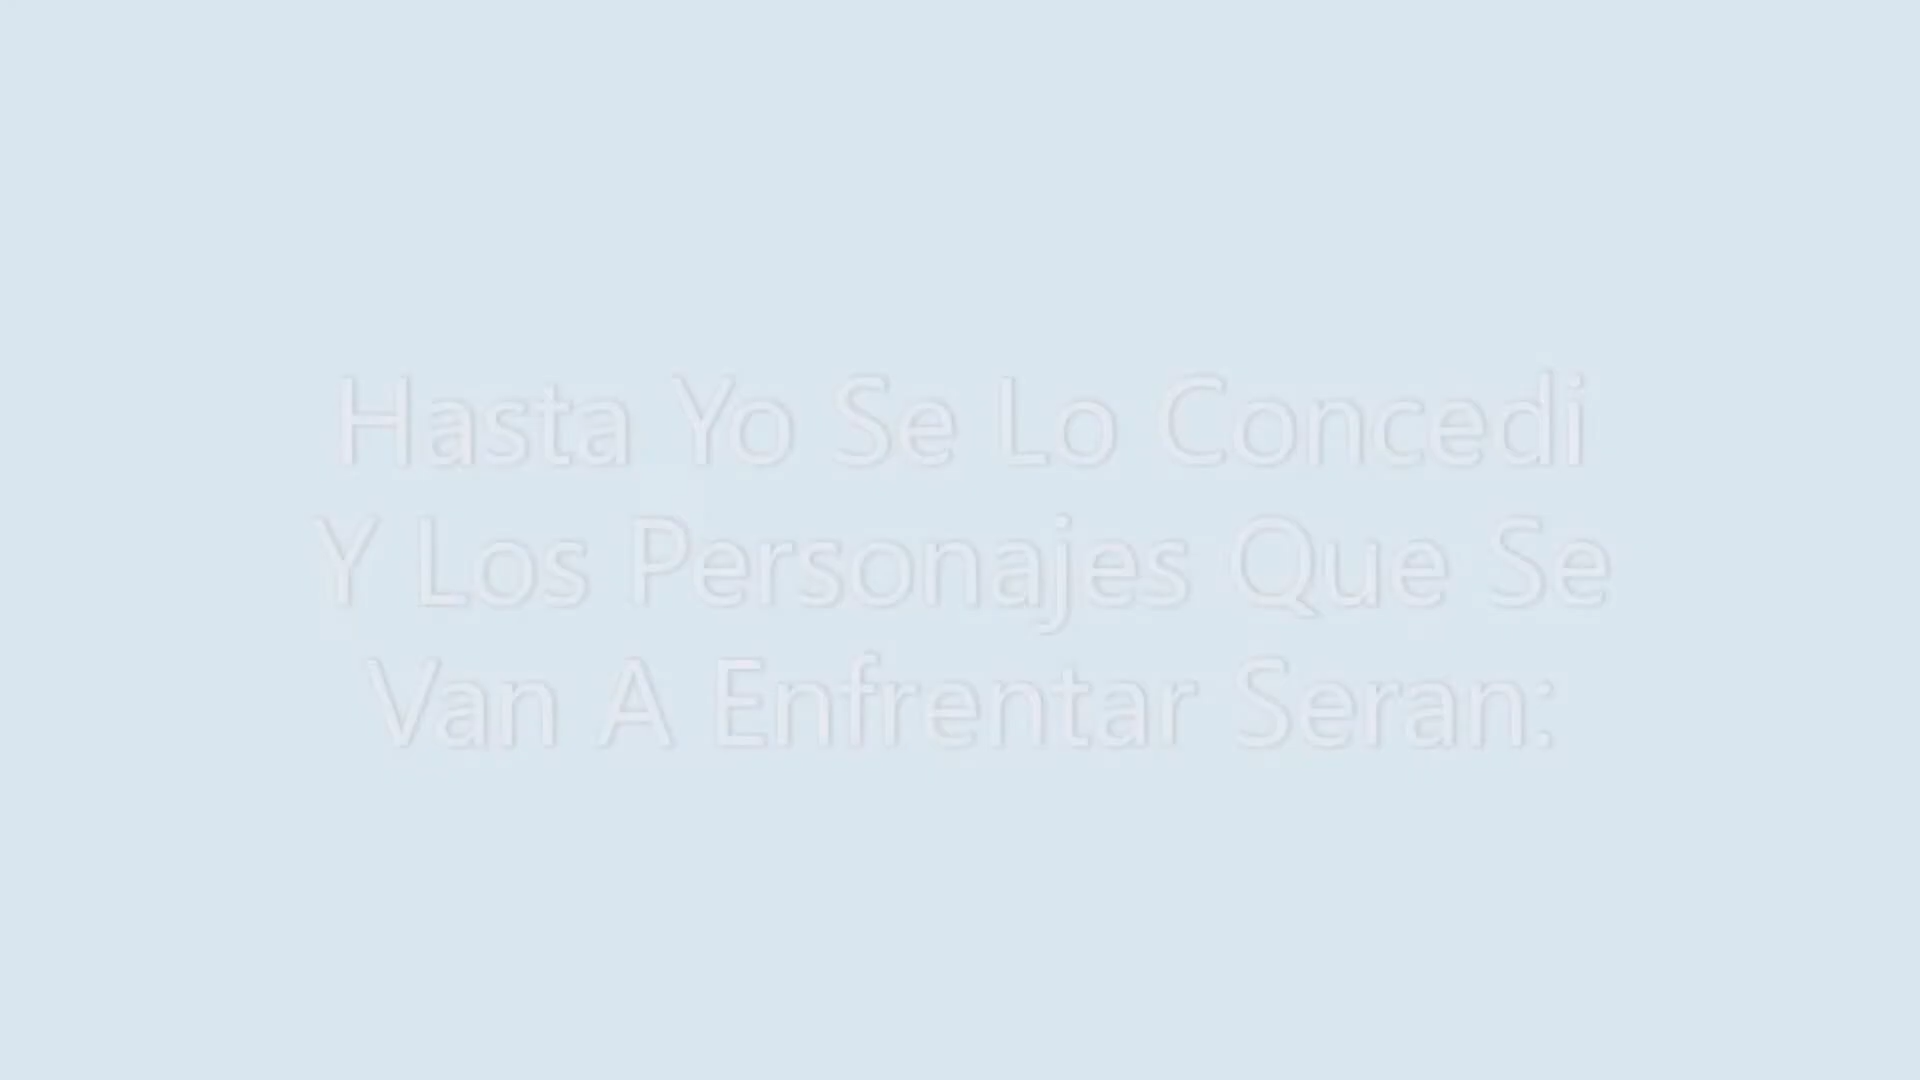 Hasta Yo Se Lo Concedi
Y Los Personajes Que Se
Van A Enfrentar Seran: